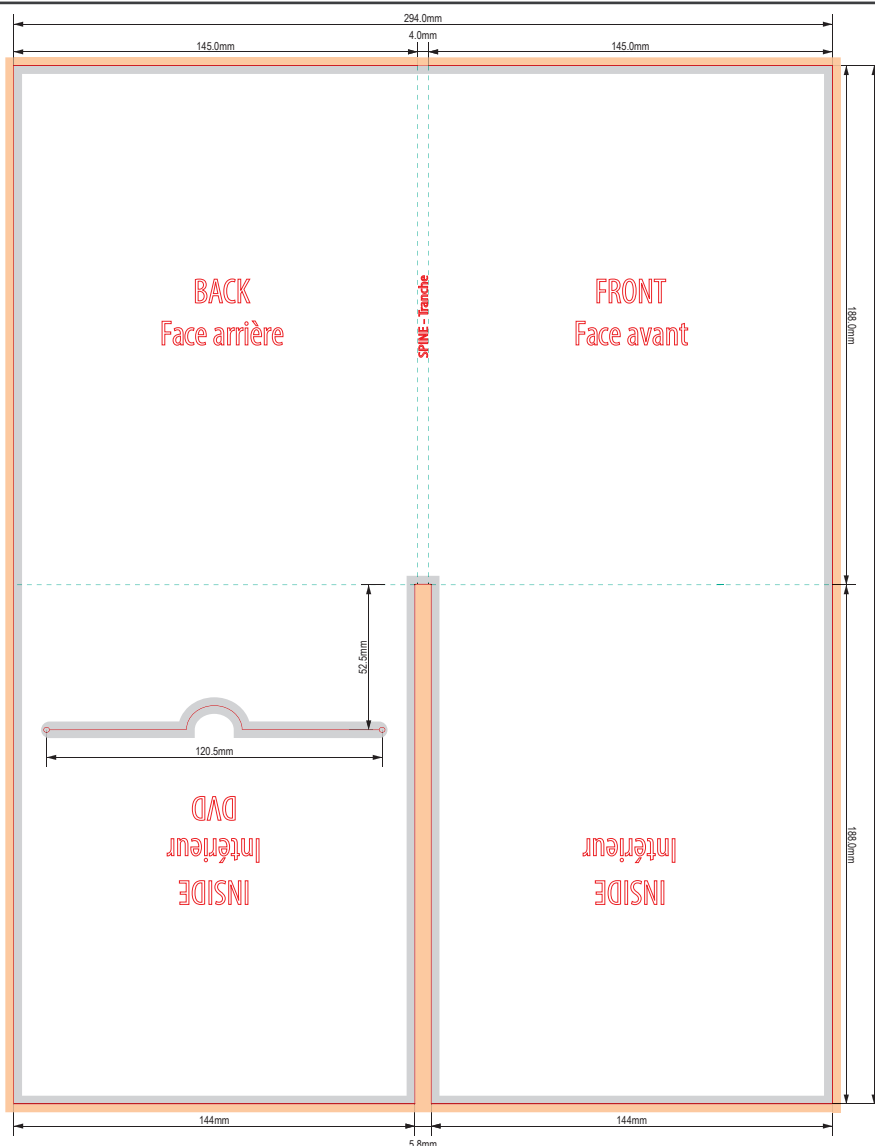 294.0mm
4.0mm
145.0mm
145.0mm
BACK
Face arrière
SPINE - Tranche
FRONT
Face avant
188.0mm
52.5mm
120.5mm
DVD
Intérieur
INSIDE
Intérieur
INSIDE
188.0mm
144mm
144mm
5.8mm